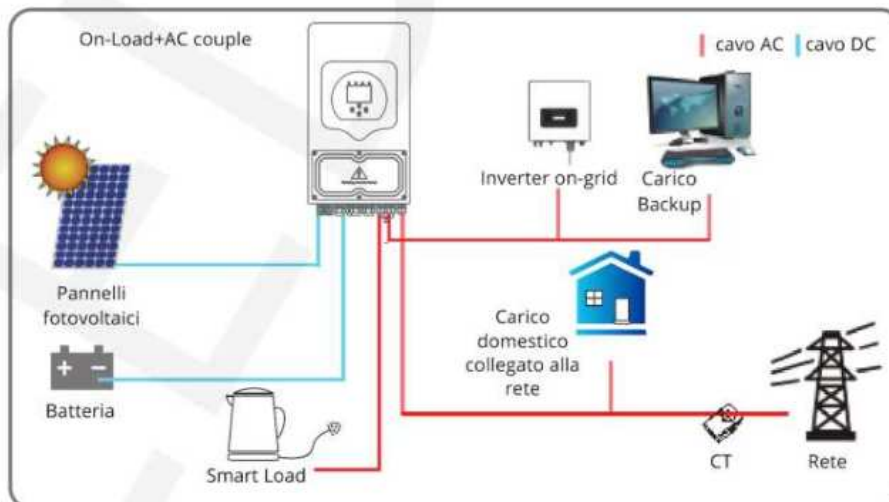 On-Load+AC couple
cavo AC
cavo DC
Inverter on-grid
Carico
Backup
Pannelli
fotovoltaici
Carico
domestico
collegato alla
rete
Batteria
Smart Load
CT
Rete